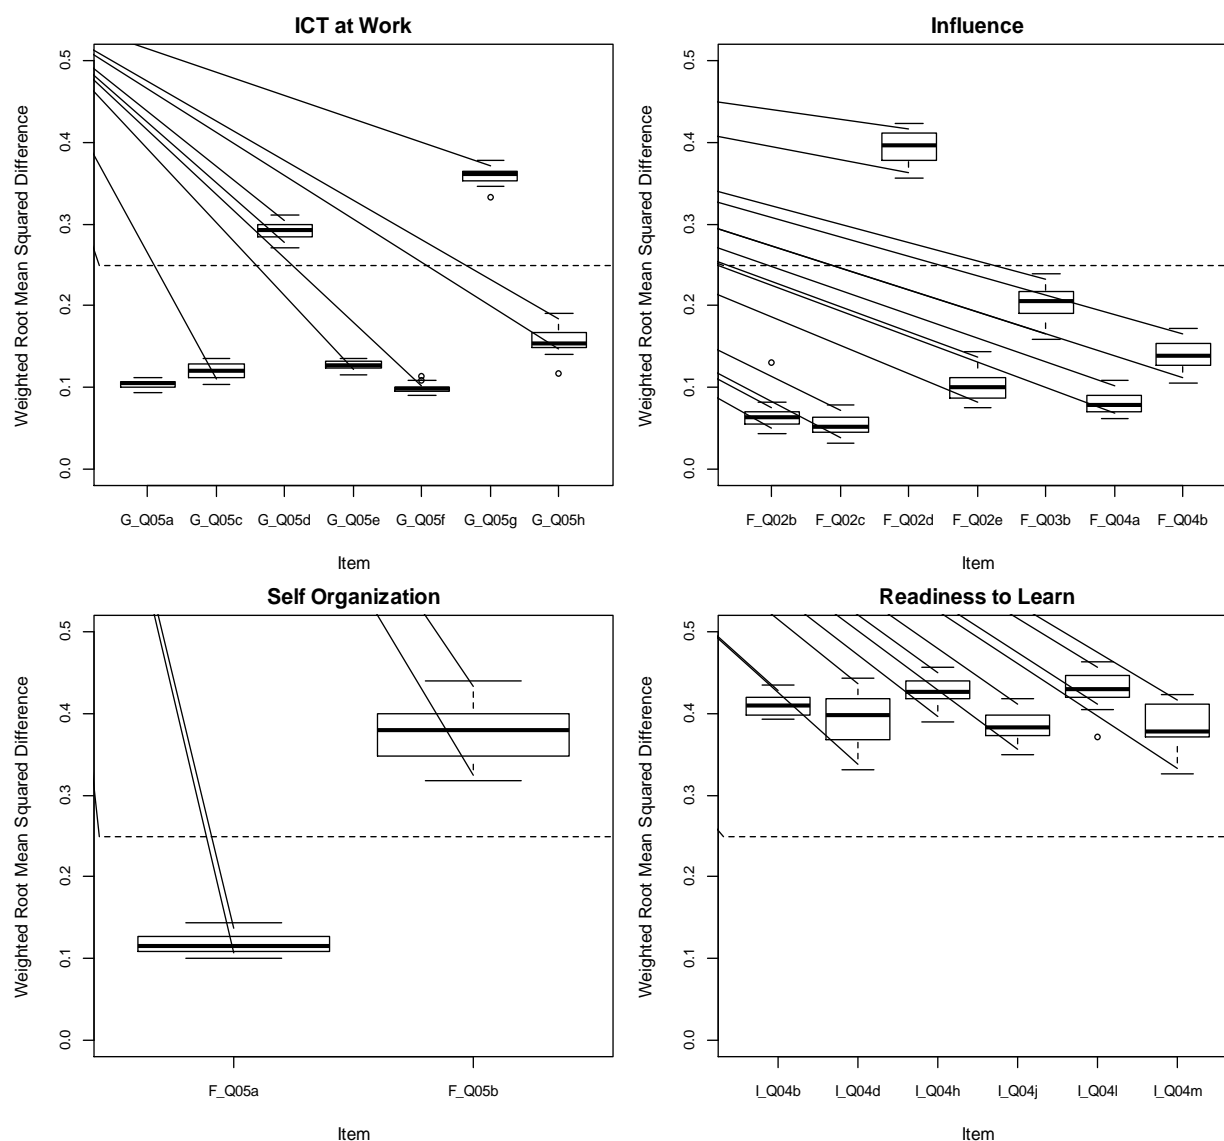 ICT at Work
Weighted Root Mean Squared Difference
0.5
0.4
0.3
0.2
0.1
0.0
G_Q05a G_Q05c G_Q05d G_Q05e G_Q05f G_Q05g G_Q05h
Item
Influence
Weighted Root Mean Squared Difference
0.5
0.4
0.3
0.2
0.1
0.0
F_Q02b F_Q02c F_Q02d F_Q02e F_Q03b F_Q04a F_Q04b
Item
Self Organization
Weighted Root Mean Squared Difference
0.5
0.4
0.3
0.2
0.1
0.0
F_Q05a F_Q05b
Item
Readiness to Learn
Weighted Root Mean Squared Difference
0.5
0.4
0.3
0.2
0.1
0.0
I_Q04b I_Q04d I_Q04h I_Q04j I_Q04l I_Q04m
Item